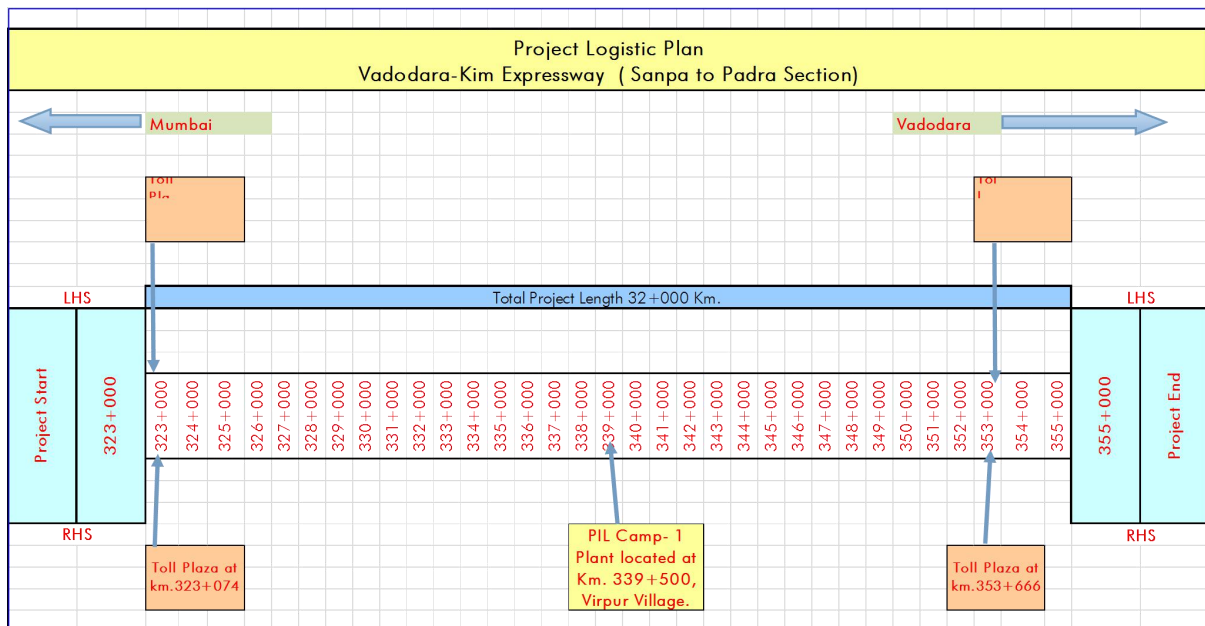 Project Logistic Plan
Vadodara-Kim Expressway ( Sanpa to Padra Section)
Mumbai
Vadodara
Toll
LHS
Total Project Length 32+000 Km.
LHS
Project Start
323+000
323+000
324+000
325+000
326+000
327+000
328+000
329+000
330+000
331+000
332+000
333+000
334+000
335+000
336+000
337+000
338+000
339+000
340+000
341+000
342+000
343+000
344+000
345+000
346+000
347+000
348+000
349+000
350+000
351+000
352+000
353+000
354+000
355+000
355+000
Project End
RHS
RHS
Toll Plaza at
km.323+074
PIL Camp- 1
Plant located at
Km. 339+500,
Virpur Village.
Toll Plaza at
km.353+666